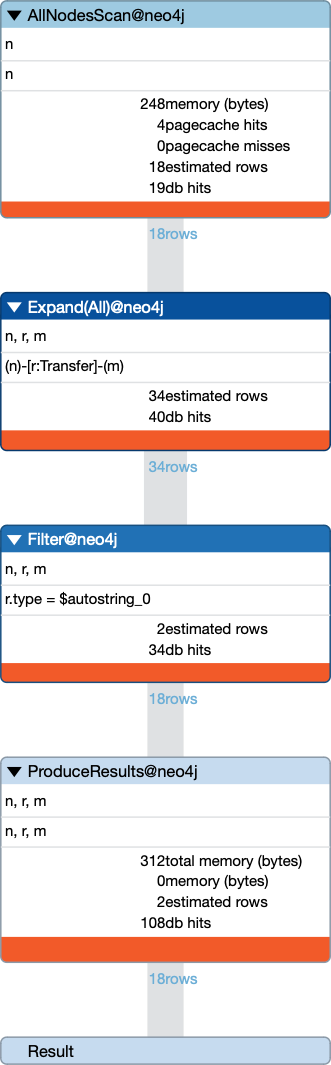 AllNodesScan@neo4j
n
n
248memory (bytes)
4pagecache hits
0pagecache misses
18estimated rows
19db hits
18rows
Expand(All)@neo4j
n, r, m
(n)-[r:Transfer]-(m)
34estimated rows
40db hits
34rows
Filter@neo4j
n, r, m
r.type = $autostring_0
2estimated rows
34db hits
18rows
ProduceResults@neo4j
n, r, m
n, r, m
312total memory (bytes)
0memory (bytes)
2estimated rows
108db hits
18rows
Result